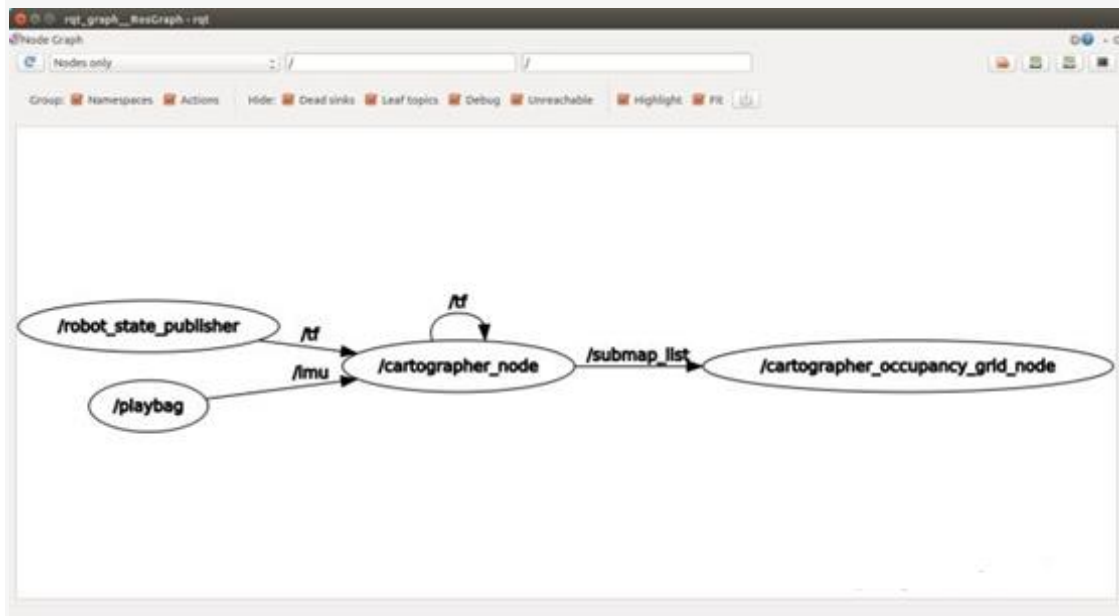 rqt_graph__RosGraph - rqt
Node Graph
Nodes only / /
Group: Namespaces Actions Hide: Dead sinks Leaf topics Debug Unreachable Highlight Fit
/tf
/robot_state_publisher
/tf
/submap_list
/cartographer_node
/cartographer_occupancy_grid_node
/imu
/playbag